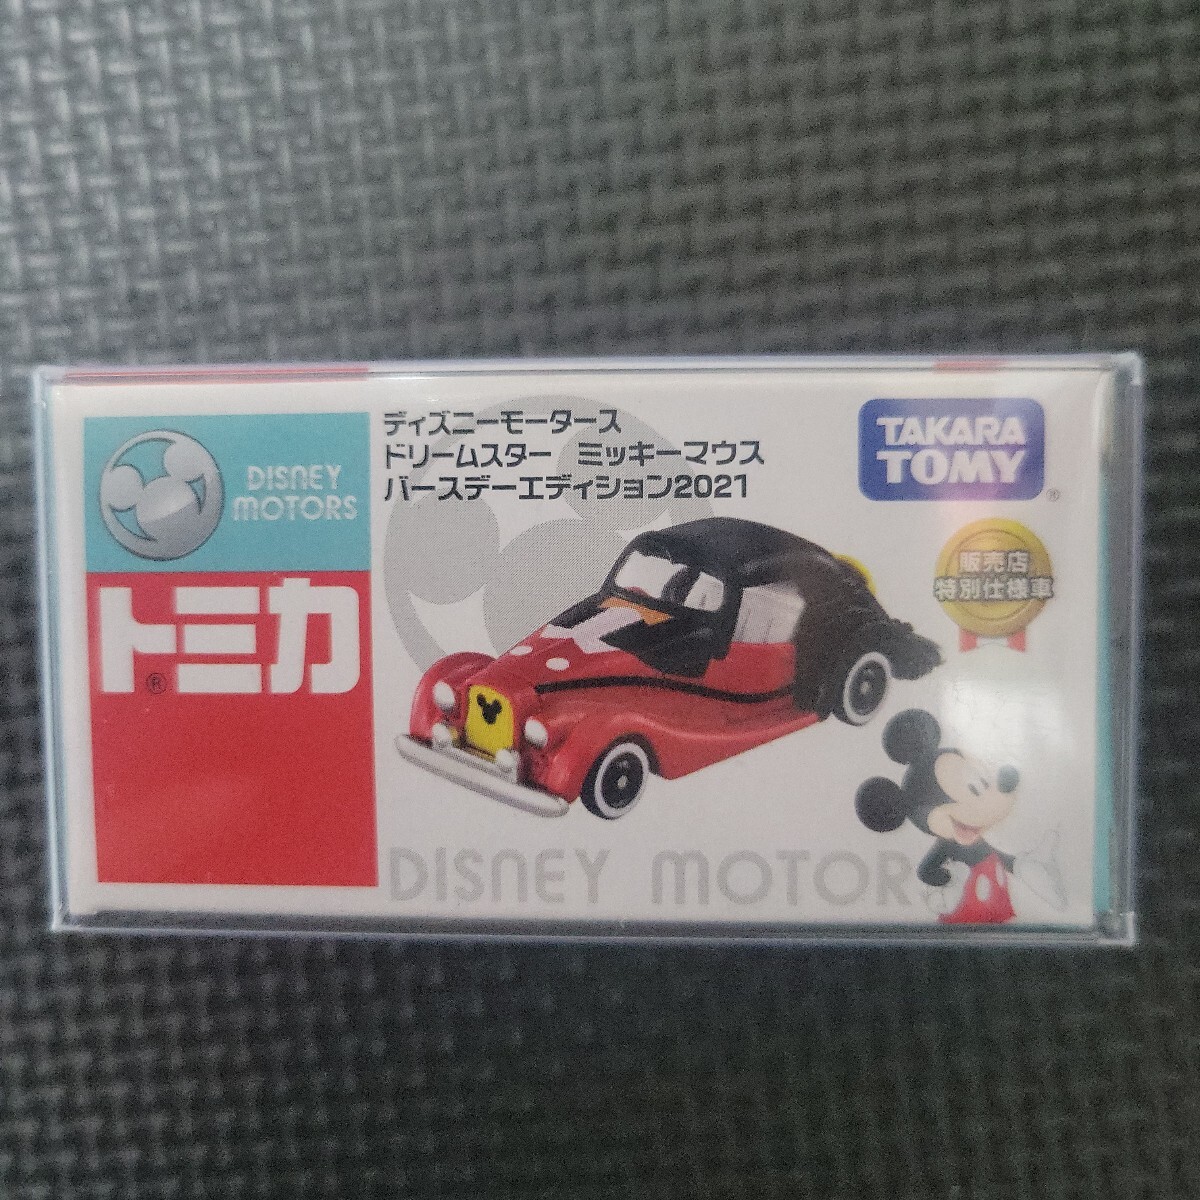 DISNEY
MOTORS
トミカ®
ディズニーモータース
ドリームスター ミッキーマウス
バースデーエディション2021
TAKARA
TOMY®
販売店
特別仕様車
DISNEY MOTORS